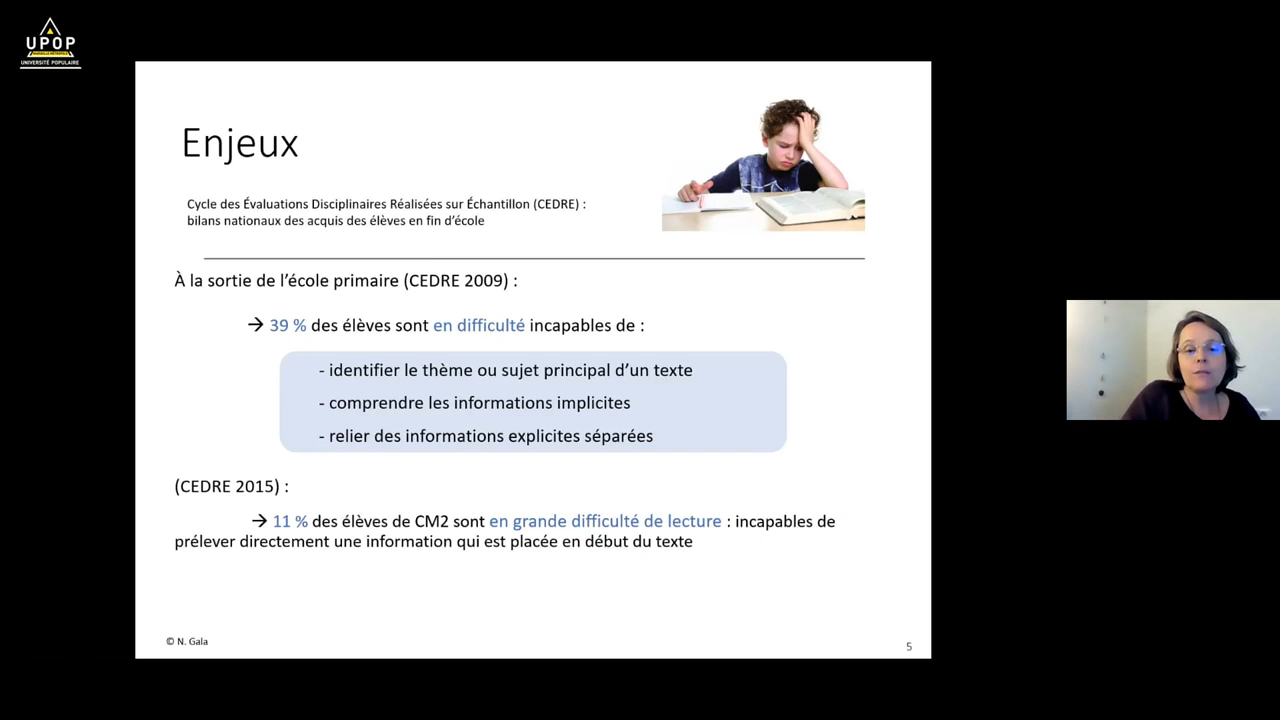 UPOP
UNIVERSITÉ POPULAIRE
Enjeux
Cycle des Évaluations Disciplinaires Réalisées sur Échantillon (CEDRE) :
bilans nationaux des acquis des élèves en fin d'école
À la sortie de l'école primaire (CEDRE 2009) :
→ 39 % des élèves sont en difficulté incapables de :
- identifier le thème ou sujet principal d'un texte
- comprendre les informations implicites
- relier des informations explicites séparées
(CEDRE 2015) :
→ 11 % des élèves de CM2 sont en grande difficulté de lecture : incapables de
prélever directement une information qui est placée en début du texte
© N. Gala
5